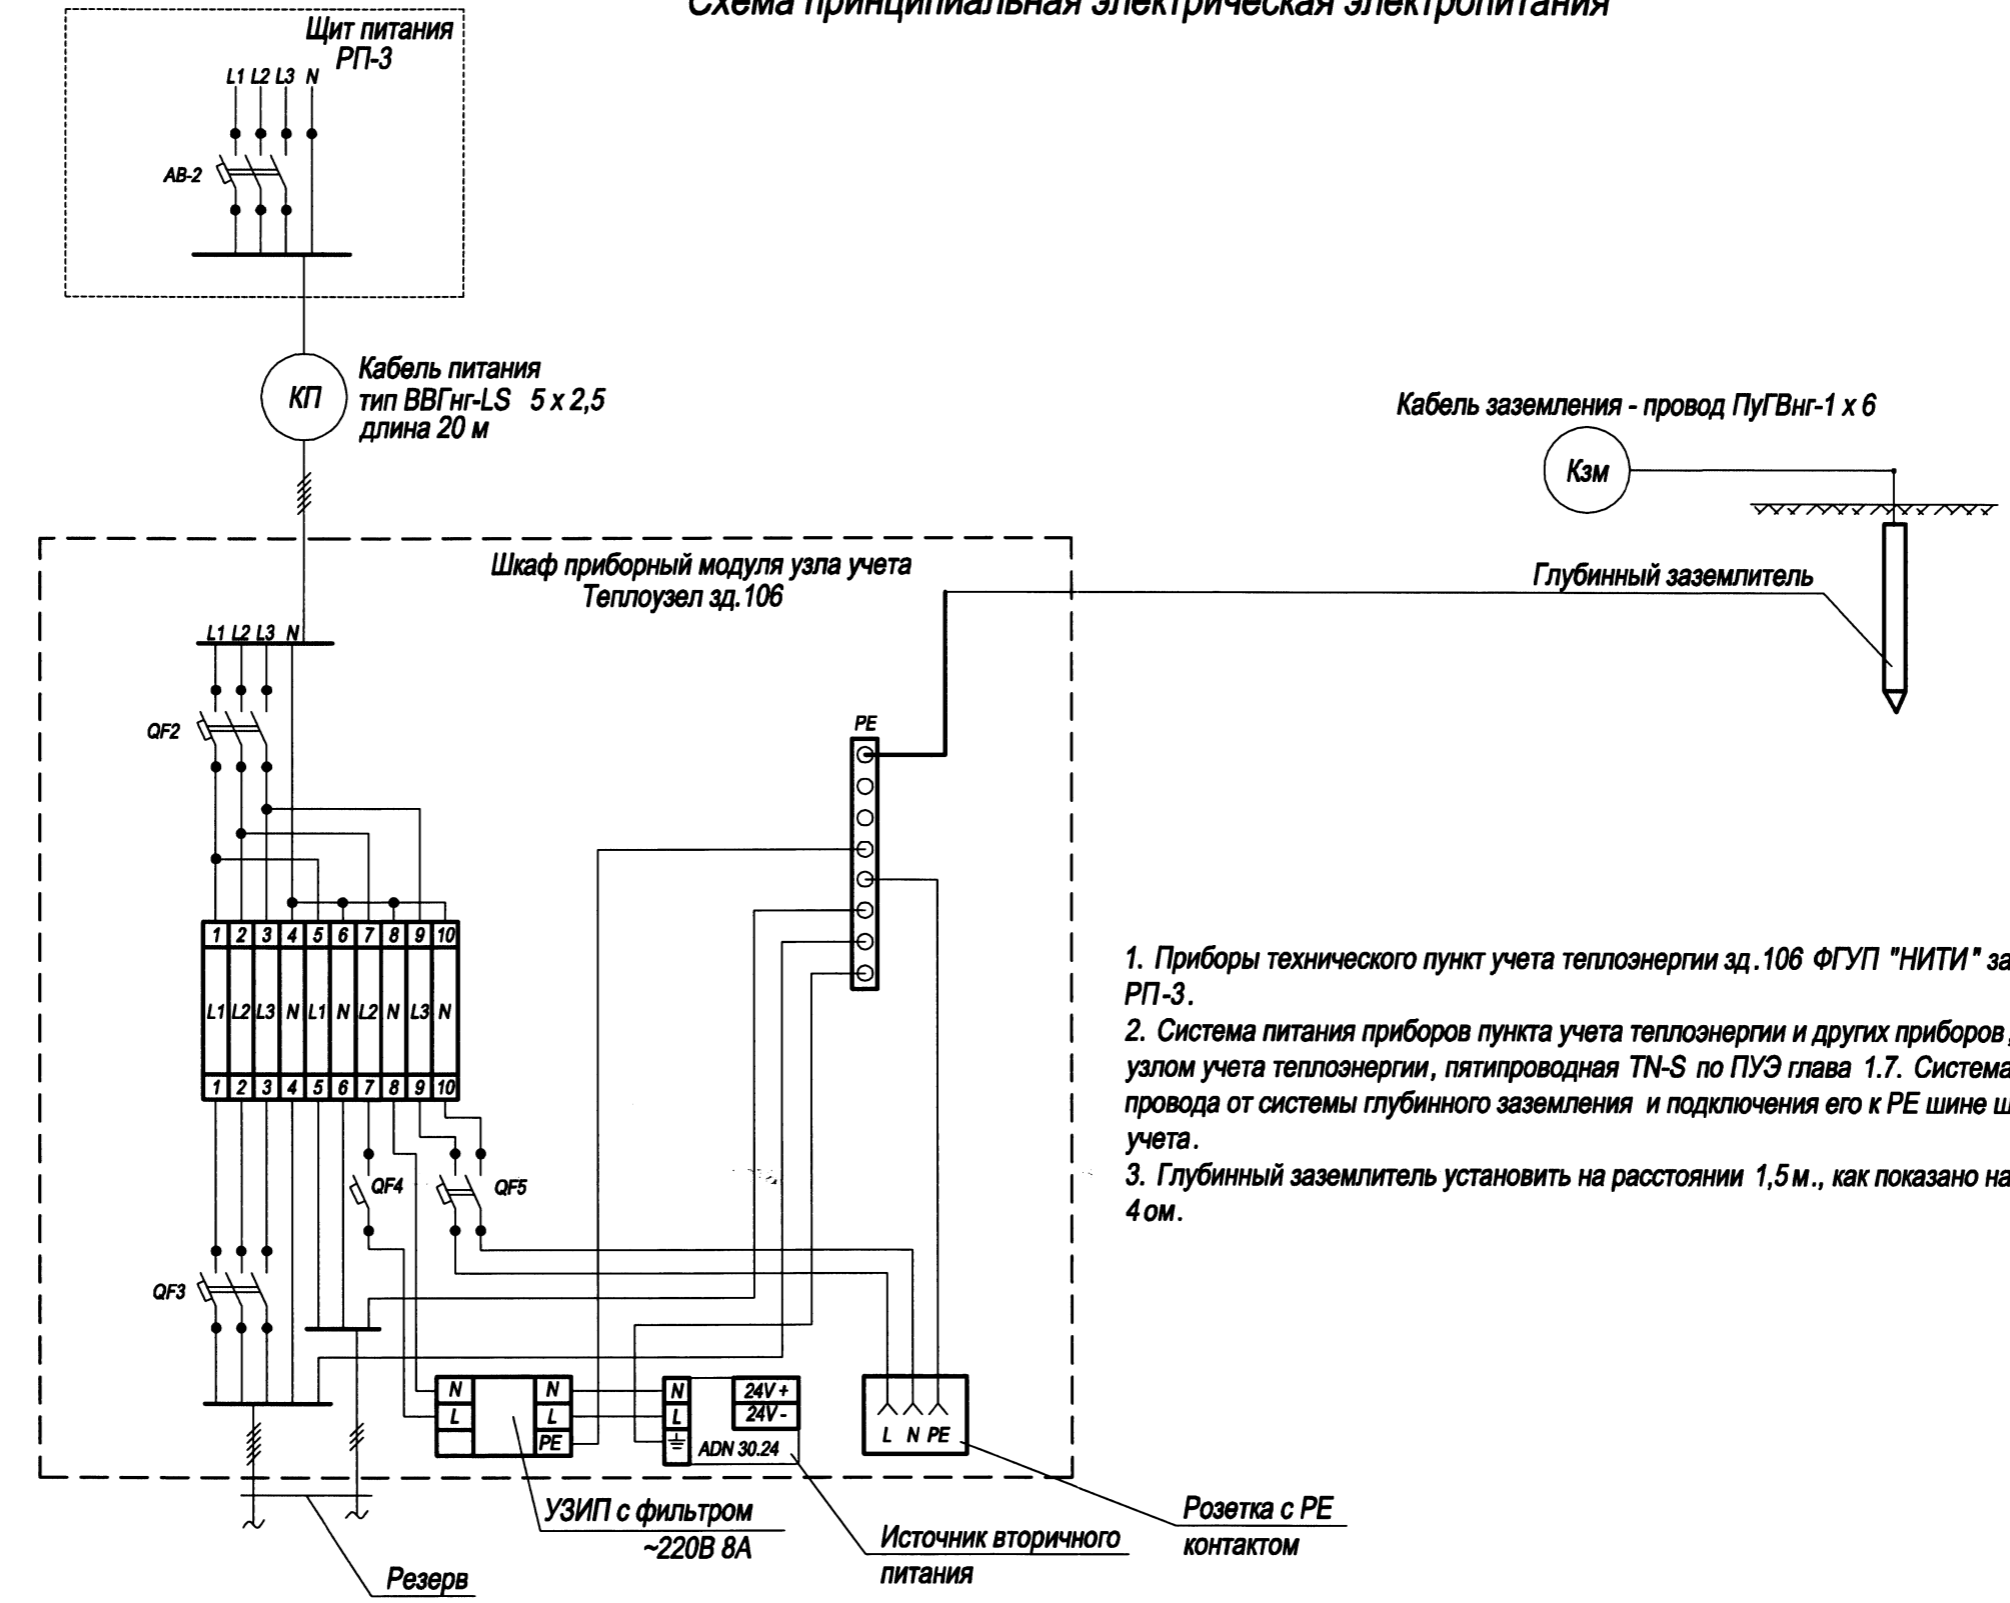 Схема принципиальная электрическая электропитания
Щит питания
РП-3
L1 L2 L3 N
АВ-2
КП
Кабель питания
тип ВВГнг-LS 5 х 2,5
длина 20 м
Кабель заземления - провод ПуГВнг-1 х 6
Кзм
Глубинный заземлитель
Шкаф приборный модуля узла учета
Теплоузел зд.106
L1 L2 L3 N
QF2
PE
1 2 3 4 5 6 7 8 9 10
L1 L2 L3 N L1 N L2 N L3 N
1 2 3 4 5 6 7 8 9 10
1. Приборы технического пункт учета теплоэнергии зд.106 ФГУП "НИТИ" за
РП-3.
2. Система питания приборов пункта учета теплоэнергии и других приборов,
узлом учета теплоэнергии, пятипроводная TN-S по ПУЭ глава 1.7. Система
провода от системы глубинного заземления и подключения его к РЕ шине ш
учета.
3. Глубинный заземлитель установить на расстоянии 1,5м., как показано на
4ом.
QF4
QF5
QF3
N N N 24V +
L L L 24V -
PE ADN 30.24
L N PE
УЗИП с фильтром
~220В 8А
Источник вторичного
питания
Розетка с РЕ
контактом
Резерв